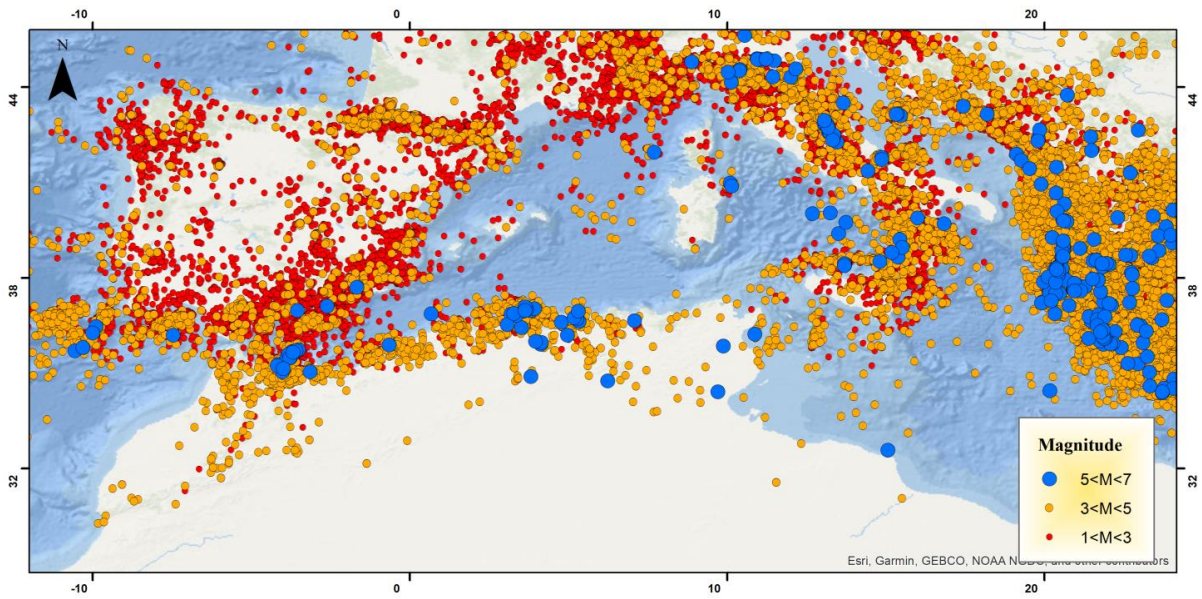 -10 0 10 20
N
44 44
38 38
32 32
Magnitude
5<M<7
3<M<5
1<M<3
Esri, Garmin, GEBCO, NOAA NGDC, and other contributors
-10 0 10 20